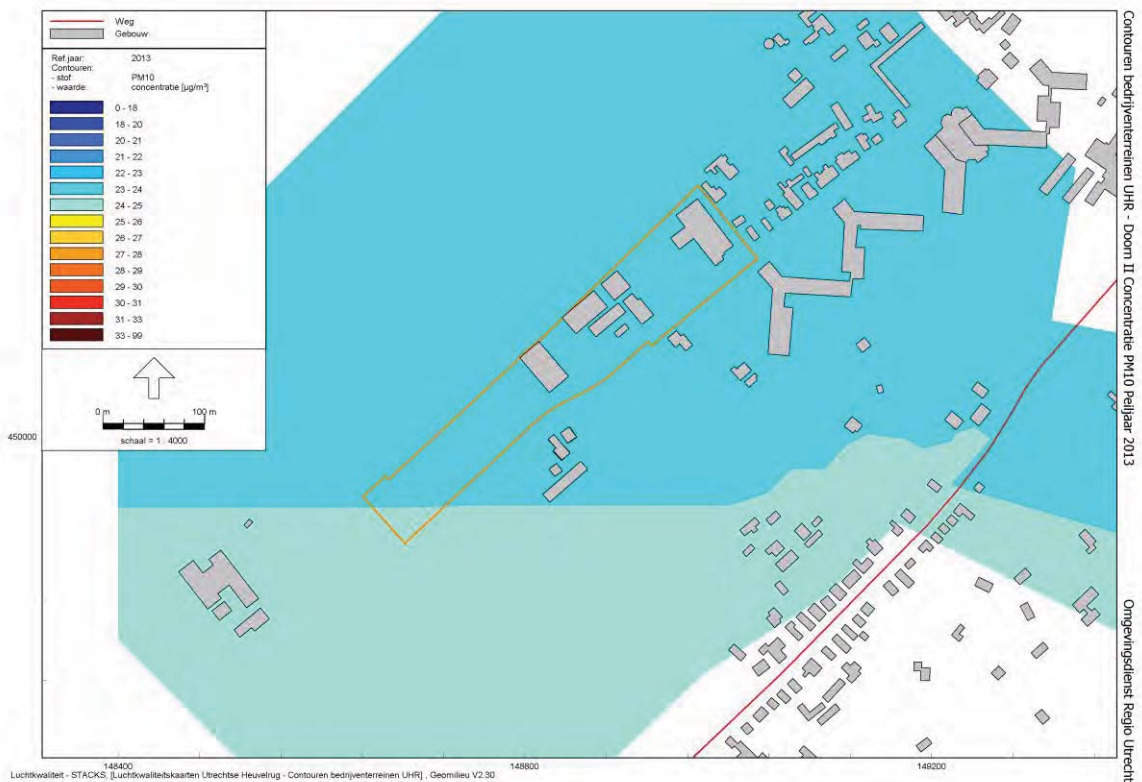 Weg
Gebouw
Ref.jaar: 2013
Contouren:
- stof: PM10
- waarde: concentratie [µg/m³]
0 - 18
18 - 20
20 - 21
21 - 22
22 - 23
23 - 24
24 - 25
25 - 26
26 - 27
27 - 28
28 - 29
29 - 30
30 - 31
31 - 33
33 - 99
0 m 100 m
schaal = 1 : 4000
450000
148400 148800 149200
Luchtkwaliteit - STACKS, [Luchtkwaliteitskaarten Utrechtse Heuvelrug - Contouren bedrijventerreinen UHR] , Geomilieu V2.30
Contouren bedrijventerreinen UHR - Doorn II Concentratie PM10 Peiljaar 2013
Omgevingsdienst Regio Utrecht